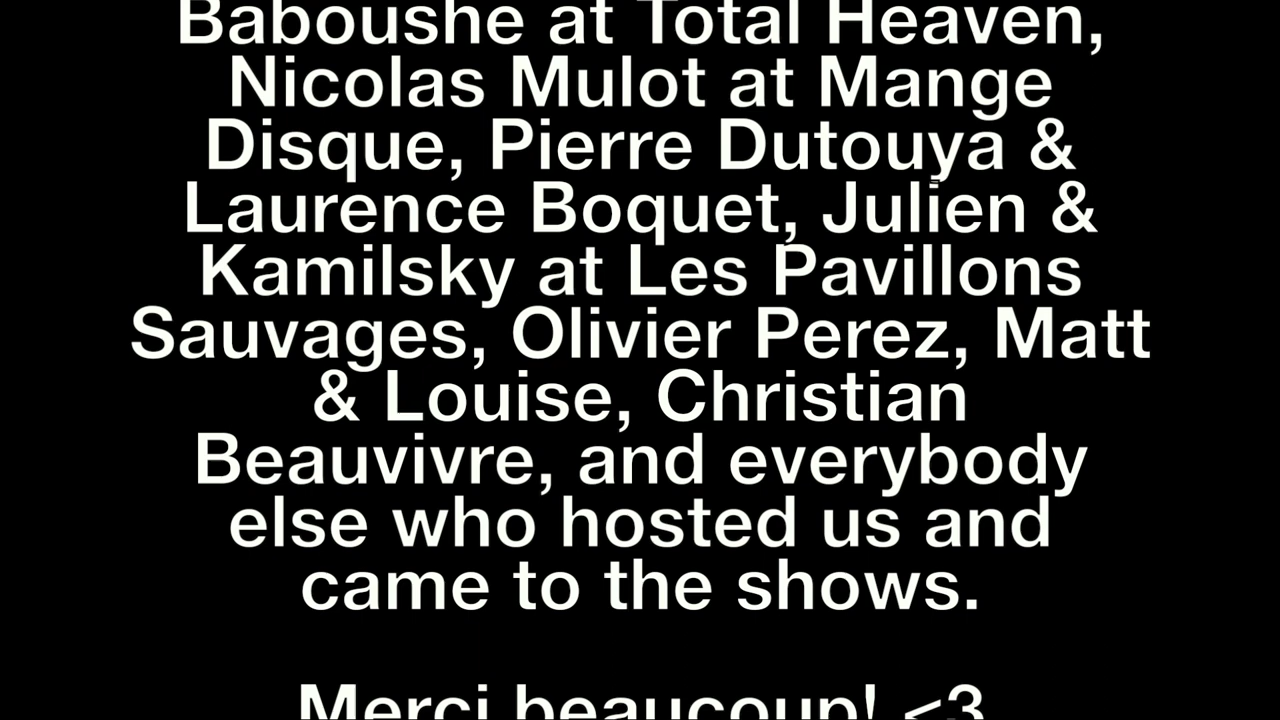 Baboushe at Total Heaven,
Nicolas Mulot at Mange
Disque, Pierre Dutouya &
Laurence Boquet, Julien &
Kamilsky at Les Pavillons
Sauvages, Olivier Perez, Matt
& Louise, Christian
Beauvivre, and everybody
else who hosted us and
came to the shows.
Merci beaucoup! <3